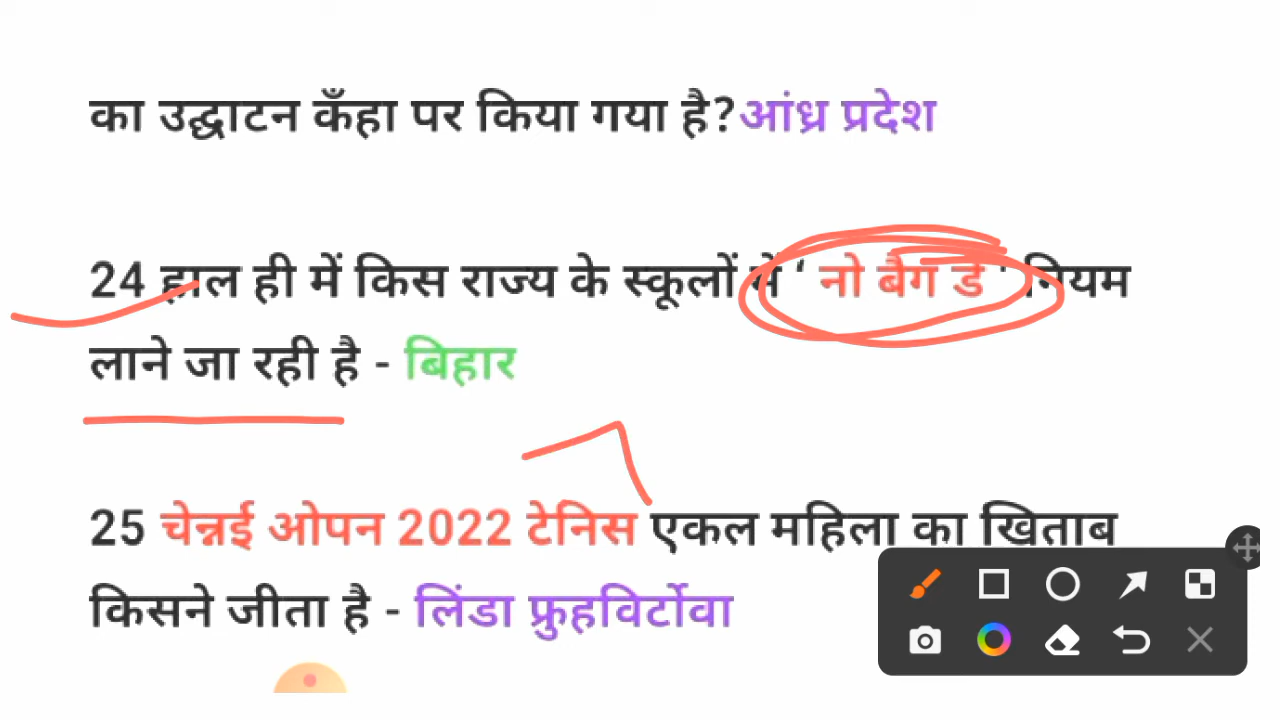 का उद्घाटन कँहा पर किया गया है?आंध्र प्रदेश
24 हाल ही में किस राज्य के स्कूलों में ‘ नो बैग डे ’ नियम
लाने जा रही है - बिहार
25 चेन्नई ओपन 2022 टेनिस एकल महिला का खिताब
किसने जीता है - लिंडा फ्रुहविर्टोवा